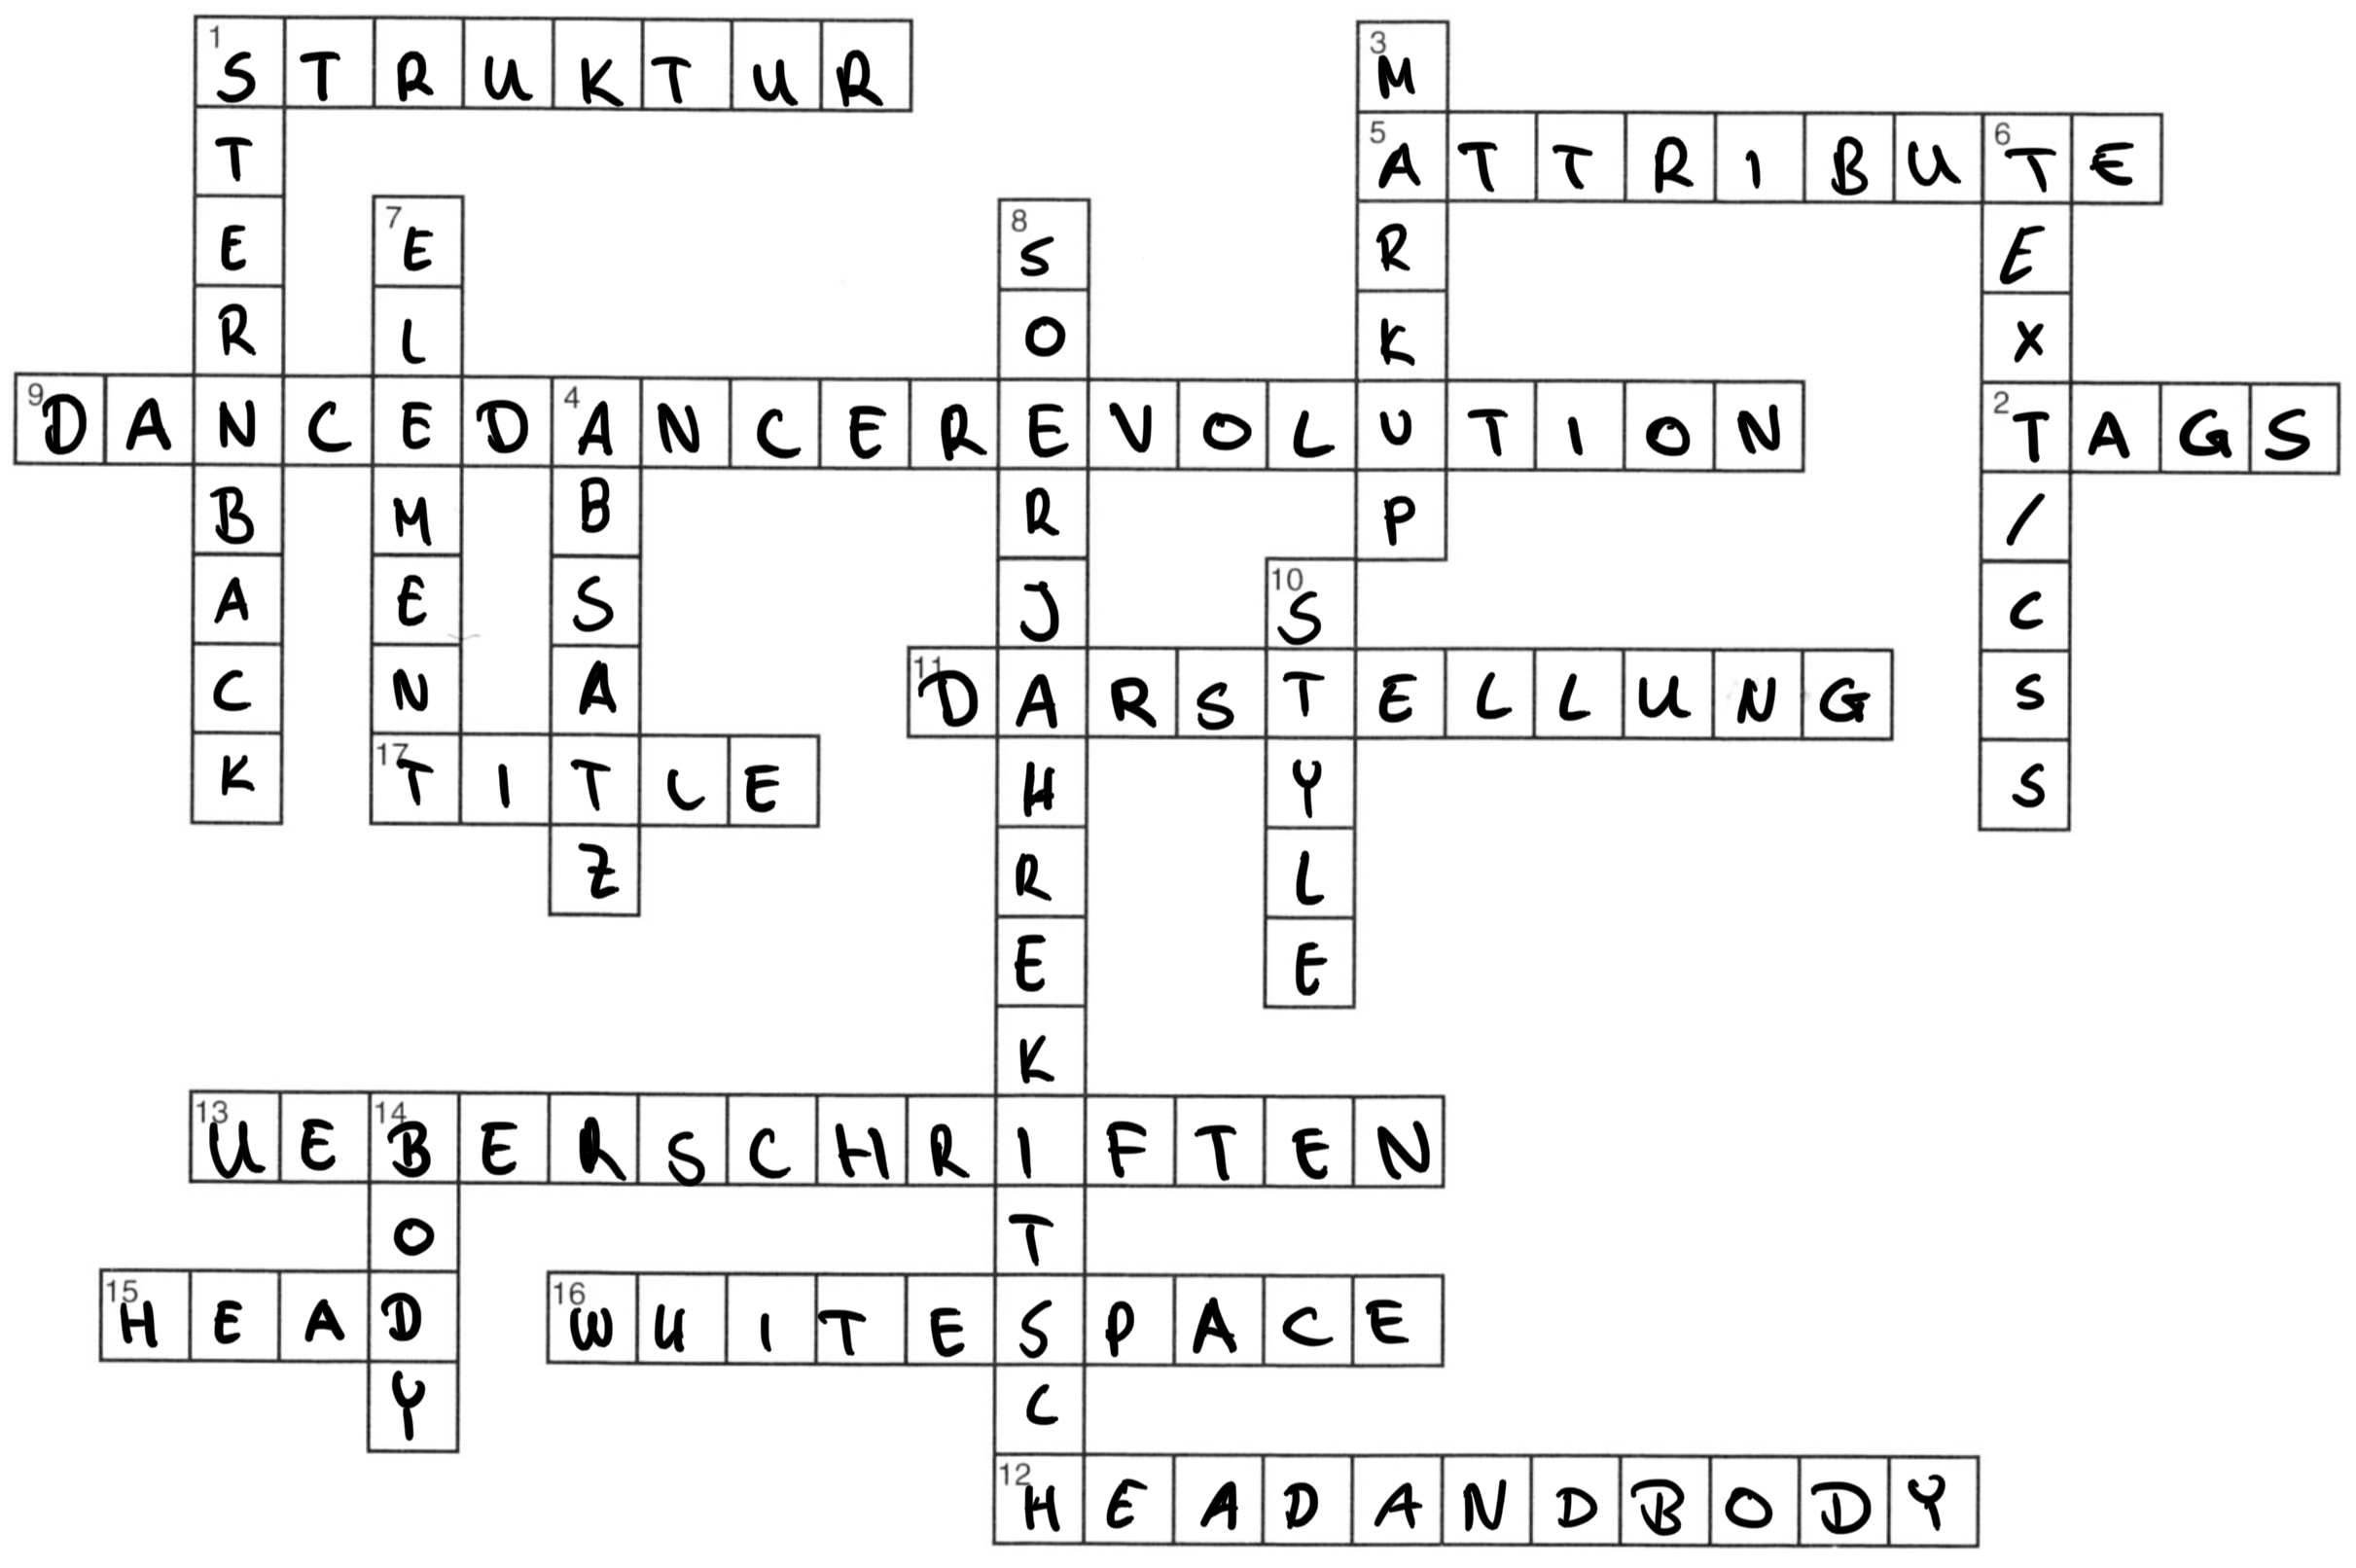 1 STRUKTUR
1 STERNBACK
3 MARKUP
5 ATTRIBUTE
6 TEXT/CSS
7 ELEMENT
8 SOERJAHREKITSCH
9 DANCEDANCEREVOLUTION
4 ABSATZ
2 TAGS
10 STYLE
11 DARSTELLUNG
17 TITLE
13 UEBERSCHRIFTEN
14 BODY
15 HEAD
16 WHITESPACE
12 HEADANDBODY